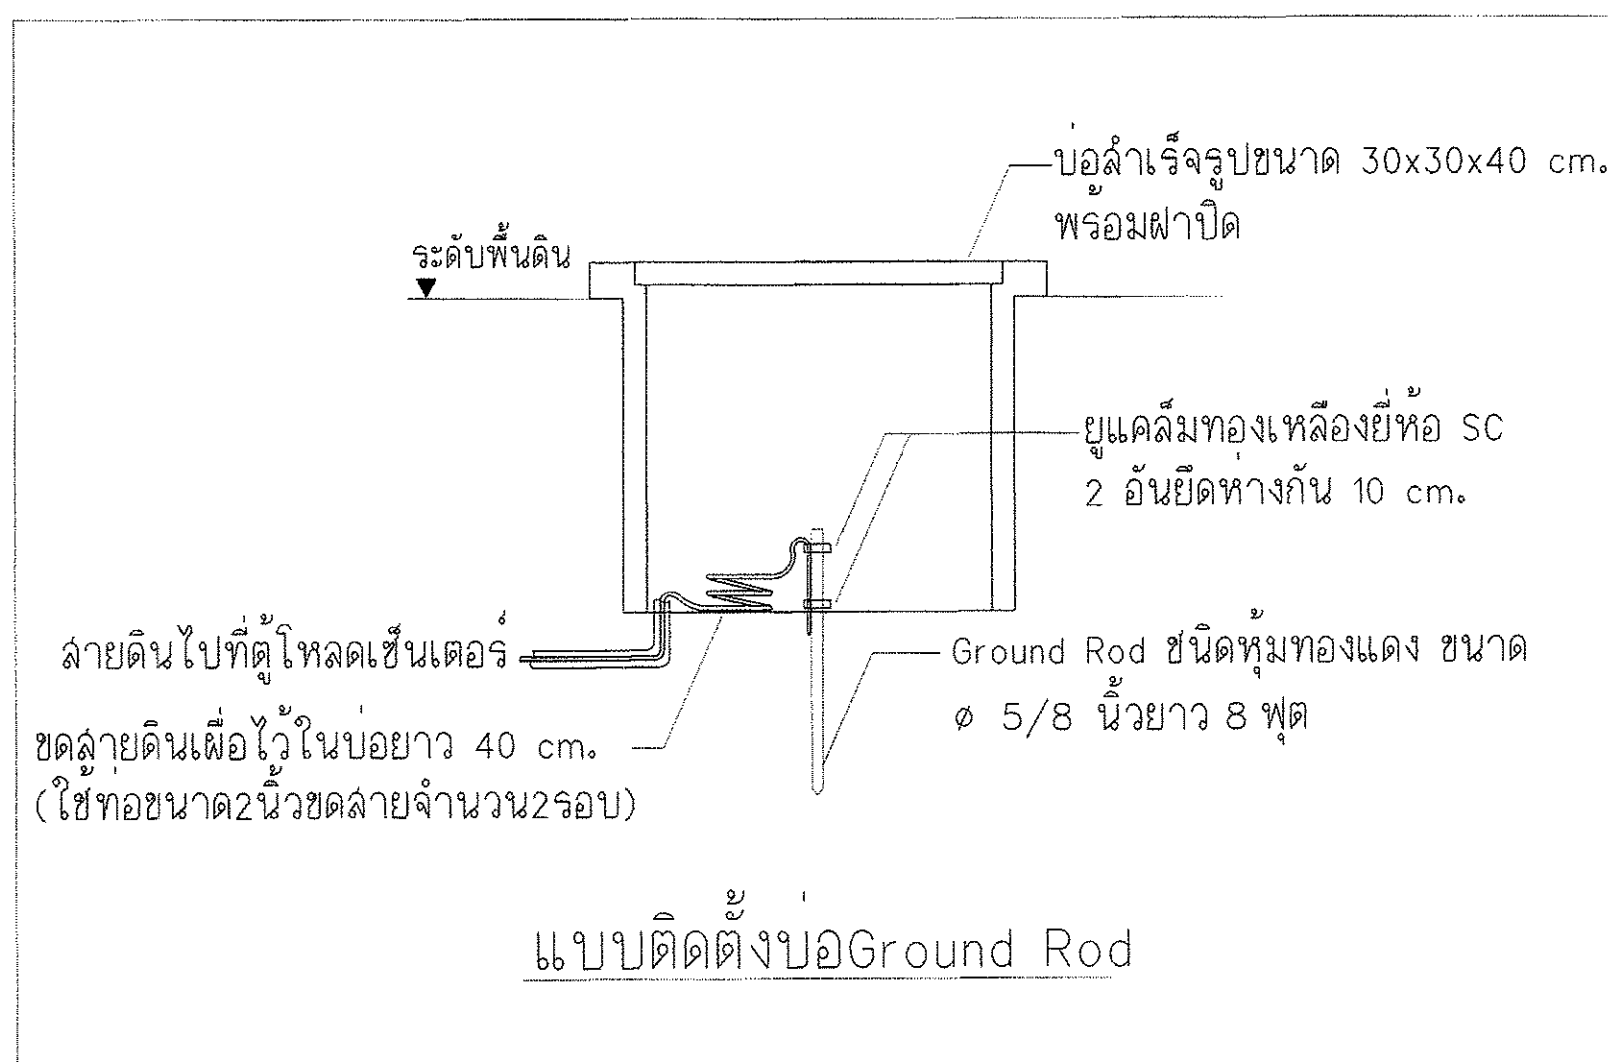 บ่อสำเร็จรูปขนาด 30x30x40 cm.
พร้อมฝาปิด
ระดับพื้นดิน
ยูแคล็มทองเหลืองยี่ห้อ SC
2 อันยึดห่างกัน 10 cm.
สายดินไปที่ตู้โหลดเซ็นเตอร์
Ground Rod ชนิดหุ้มทองแดง ขนาด
ø 5/8 นิ้วยาว 8 ฟุต
ขดสายดินเผื่อไว้ในบ่อยาว 40 cm.
(ใช้ท่อขนาด2นิ้วขดสายจำนวน2รอบ)
แบบติดตั้งบ่อGround Rod